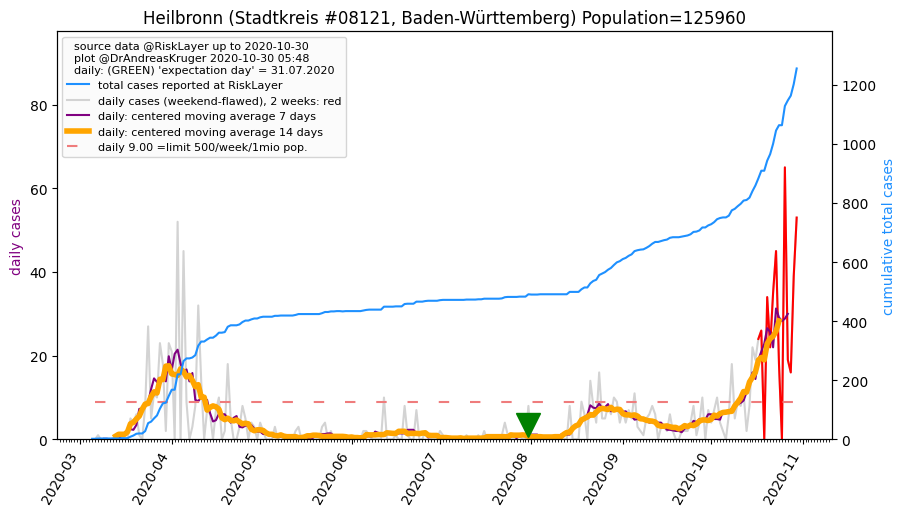 Heilbronn (Stadtkreis #08121, Baden-Württemberg) Population=125960
source data @RiskLayer up to 2020-10-30
plot @DrAndreasKruger 2020-10-30 05:48
daily: (GREEN) 'expectation day' = 31.07.2020
total cases reported at RiskLayer
daily cases (weekend-flawed), 2 weeks: red
daily: centered moving average 7 days
daily: centered moving average 14 days
daily 9.00 =limit 500/week/1mio pop.
daily cases
80
60
40
20
0
cumulative total cases
1200
1000
800
600
400
200
0
2020-03
2020-04
2020-05
2020-06
2020-07
2020-08
2020-09
2020-10
2020-11